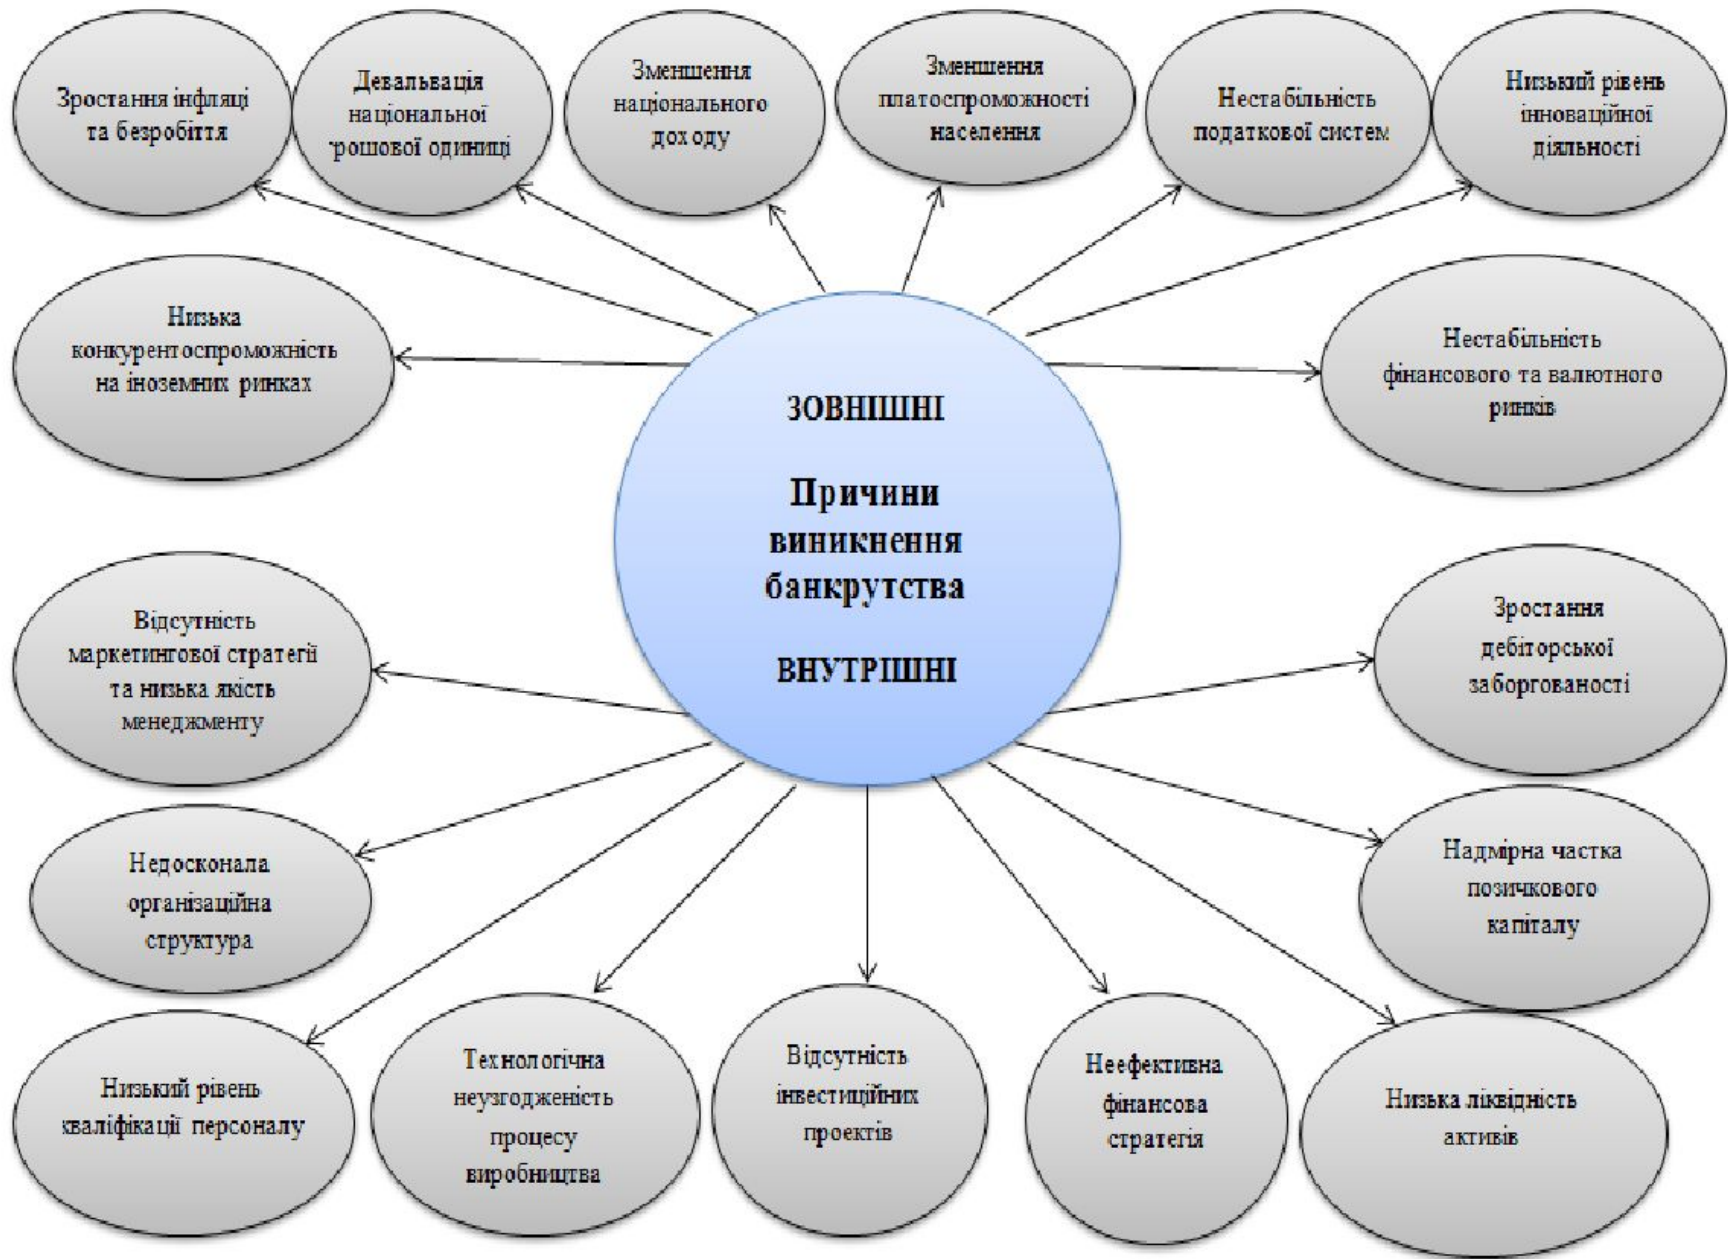 Зростання інфляці
та безробіття
Девальвація
національної
рошової одиниці
Зменшення
національного
доходу
Зменшення
платоспроможності
населення
Нестабільність
податкової систем
Низький рівень
інноваційної
діяльності
Низька
конкурентоспроможність
на іноземних ринках
Нестабільність
фінансового та валютного
ринків
ЗОВНІШНІ
Причини
виникнення
банкрутства
ВНУТРІШНІ
Відсутність
маркетингової стратегії
та низька якість
менеджменту
Зростання
дебіторської
заборгованості
Недосконала
організаційна
структура
Надмірна частка
позичкового
капіталу
Низький рівень
кваліфікації персоналу
Технологічна
неузгодженість
процесу
виробництва
Відсутність
інвестиційних
проектів
Неефективна
фінансова
стратегія
Низька ліквідність
активів